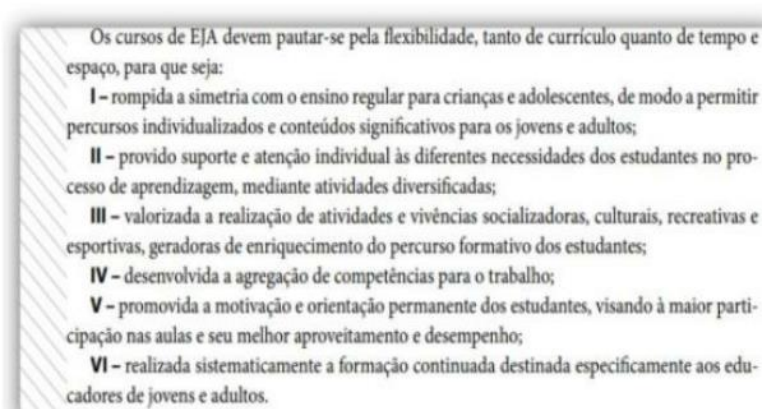 Os cursos de EJA devem pautar-se pela flexibilidade, tanto de currículo quanto de tempo e
espaço, para que seja:
I – rompida a simetria com o ensino regular para crianças e adolescentes, de modo a permitir
percursos individualizados e conteúdos significativos para os jovens e adultos;
II – provido suporte e atenção individual às diferentes necessidades dos estudantes no pro-
cesso de aprendizagem, mediante atividades diversificadas;
III – valorizada a realização de atividades e vivências socializadoras, culturais, recreativas e
esportivas, geradoras de enriquecimento do percurso formativo dos estudantes;
IV – desenvolvida a agregação de competências para o trabalho;
V – promovida a motivação e orientação permanente dos estudantes, visando à maior parti-
cipação nas aulas e seu melhor aproveitamento e desempenho;
VI – realizada sistematicamente a formação continuada destinada especificamente aos edu-
cadores de jovens e adultos.